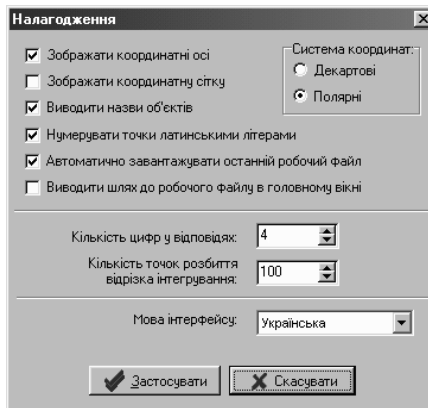 Налагодження
Зображати координатні осі
Зображати координатну сітку
Виводити назви об'єктів
Нумерувати точки латинськими літерами
Автоматично завантажувати останній робочий файл
Виводити шлях до робочого файлу в головному вікні
Система координат:
Декартові
Полярні
Кількість цифр у відповідях: 4
Кількість точок розбиття
відрізка інтегрування: 100
Мова інтерфейсу: Українська
Застосувати Скасувати